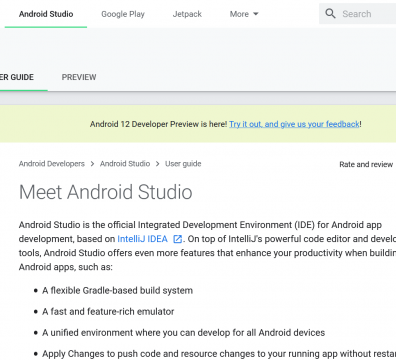 Android Studio Google Play Jetpack More Search
ER GUIDE PREVIEW
Android 12 Developer Preview is here! Try it out, and give us your feedback!
Android Developers > Android Studio > User guide Rate and review
Meet Android Studio
Android Studio is the official Integrated Development Environment (IDE) for Android app
development, based on IntelliJ IDEA . On top of IntelliJ's powerful code editor and develo
tools, Android Studio offers even more features that enhance your productivity when buildin
Android apps, such as:
• A flexible Gradle-based build system
• A fast and feature-rich emulator
• A unified environment where you can develop for all Android devices
• Apply Changes to push code and resource changes to your running app without resta